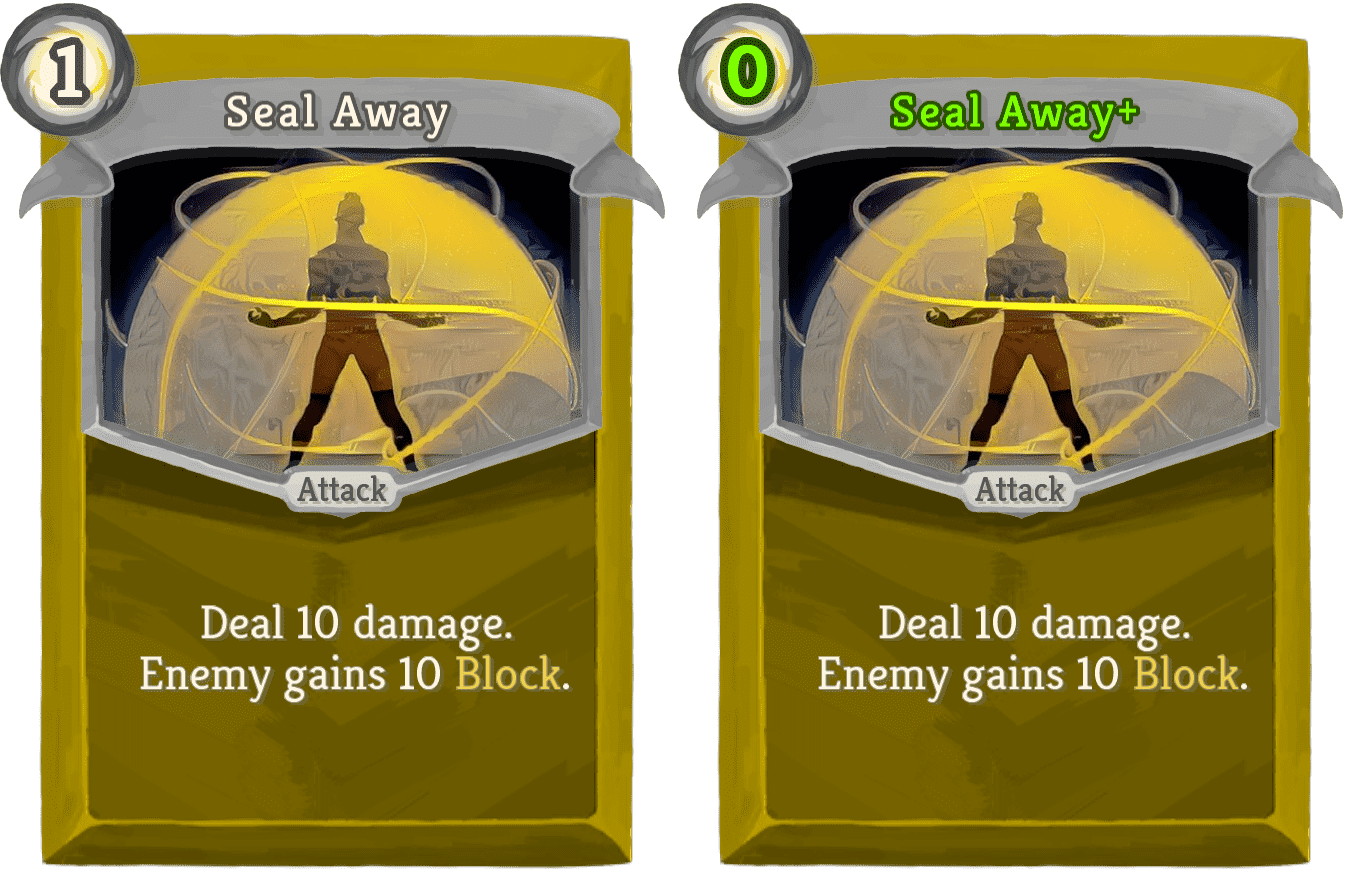 1
Seal Away
Attack
Deal 10 damage.
Enemy gains 10 Block.
0
Seal Away+
Attack
Deal 10 damage.
Enemy gains 10 Block.